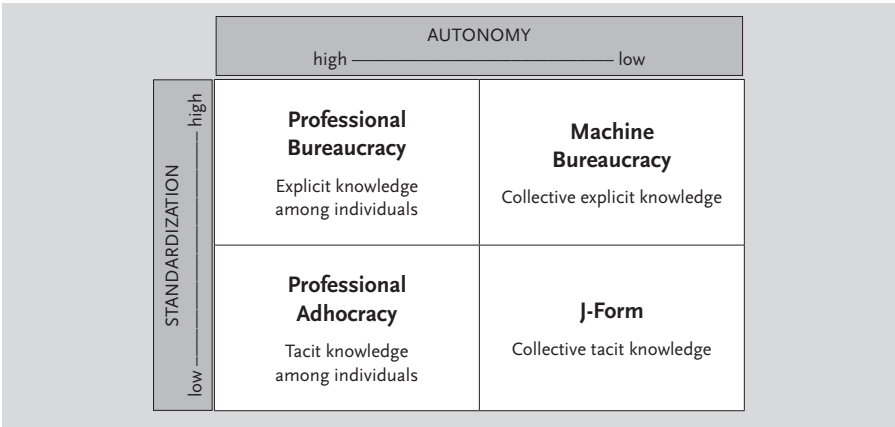 AUTONOMY
high ——— low
STANDARDIZATION
low ——— high
Professional
Bureaucracy
Explicit knowledge
among individuals
Machine
Bureaucracy
Collective explicit knowledge
Professional
Adhocracy
Tacit knowledge
among individuals
J-Form
Collective tacit knowledge